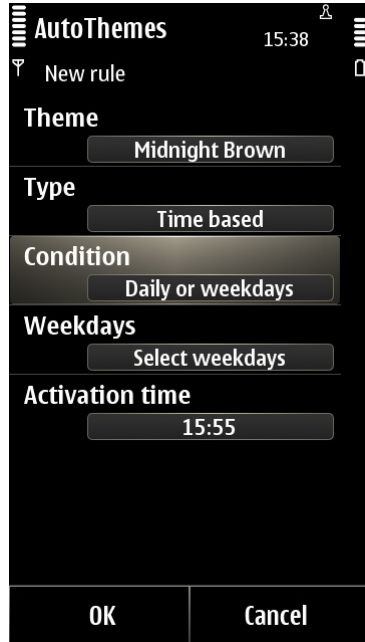 AutoThemes
15:38
New rule
Theme
Midnight Brown
Type
Time based
Condition
Daily or weekdays
Weekdays
Select weekdays
Activation time
15:55
OK
Cancel